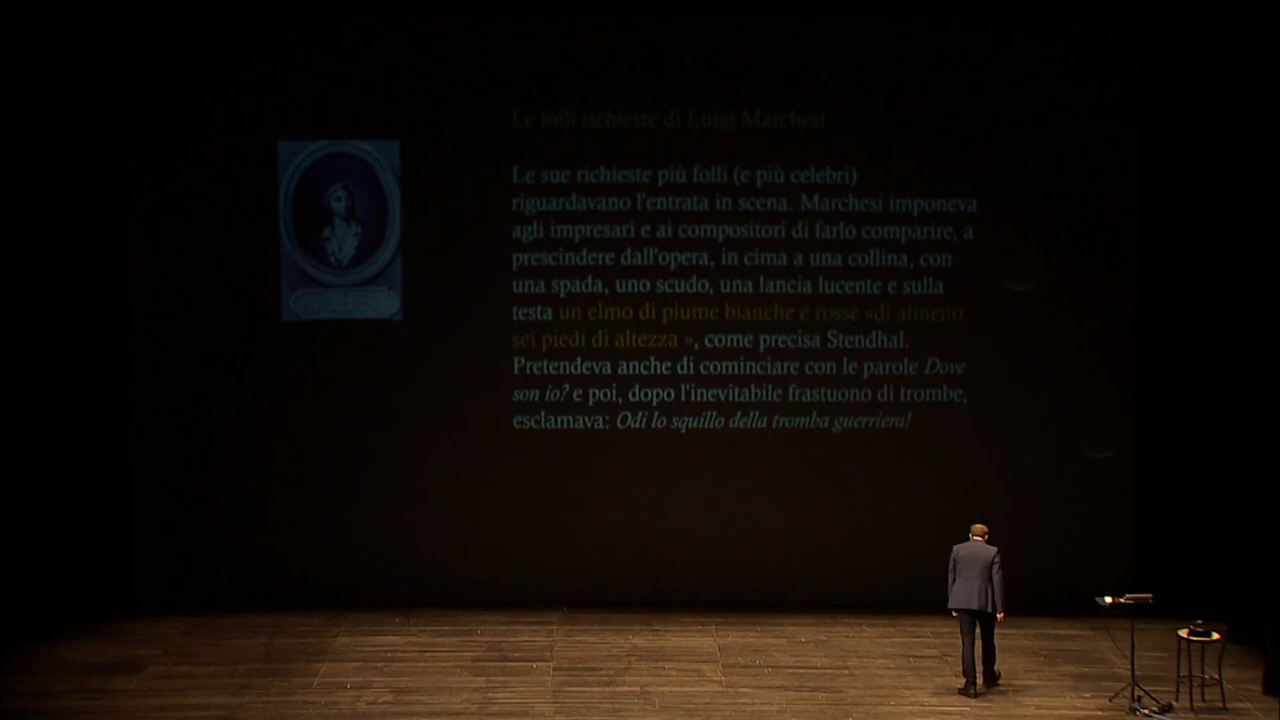 Le folli richieste di Luigi Marchesi
Le sue richieste più folli (e più celebri)
riguardavano l'entrata in scena. Marchesi imponeva
agli impresari e ai compositori di farlo comparire, a
prescindere dall'opera, in cima a una collina, con
una spada, uno scudo, una lancia lucente e sulla
testa un elmo di piume bianche e rosse «di almeno
sei piedi di altezza », come precisa Stendhal.
Pretendeva anche di cominciare con le parole Dove
son io? e poi, dopo l'inevitabile frastuono di trombe,
esclamava: Odi lo squillo della tromba guerriera!